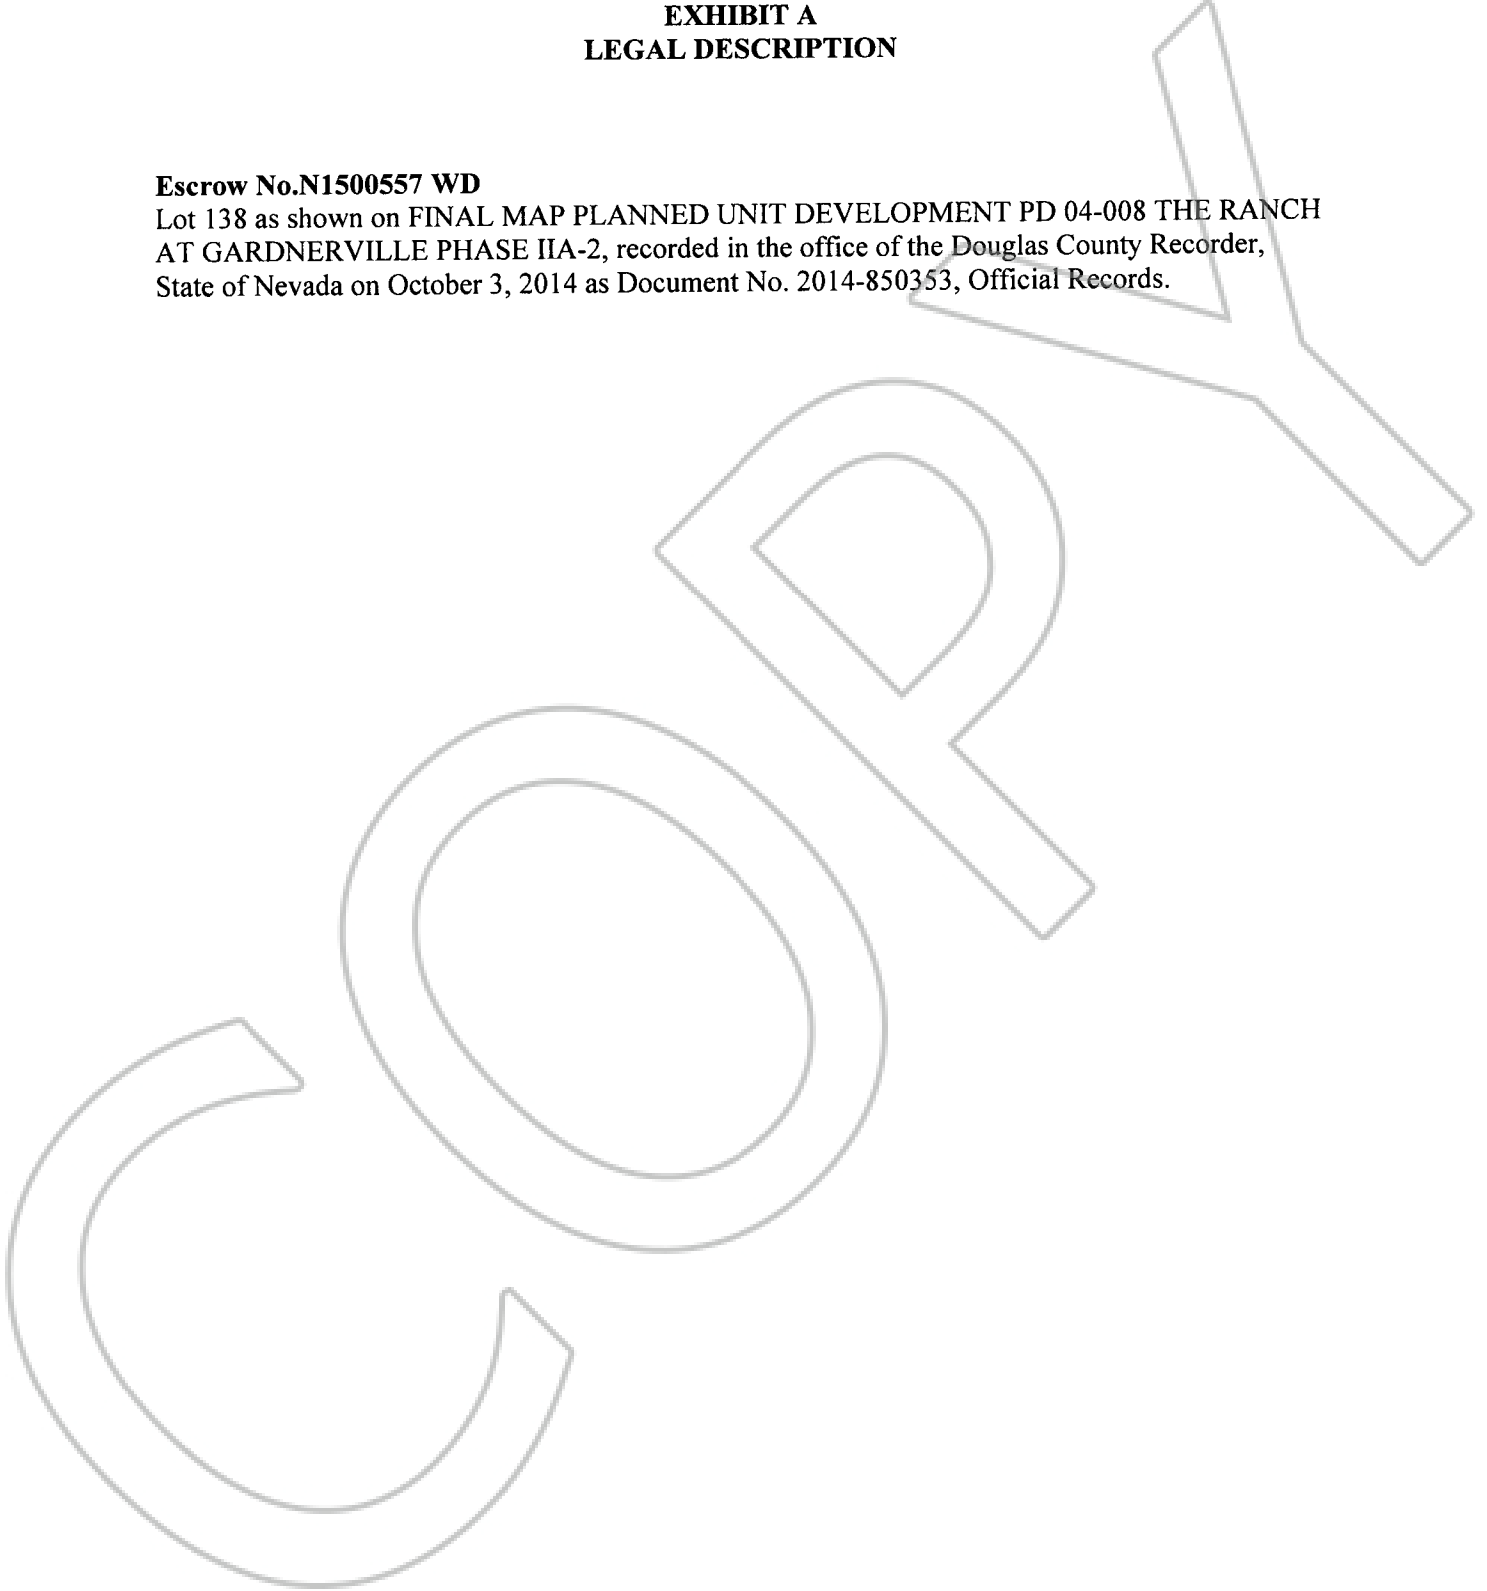 EXHIBIT A
LEGAL DESCRIPTION
Escrow No.N1500557 WD
Lot 138 as shown on FINAL MAP PLANNED UNIT DEVELOPMENT PD 04-008 THE RANCH
AT GARDNERVILLE PHASE IIA-2, recorded in the office of the Douglas County Recorder,
State of Nevada on October 3, 2014 as Document No. 2014-850353, Official Records.
COPY